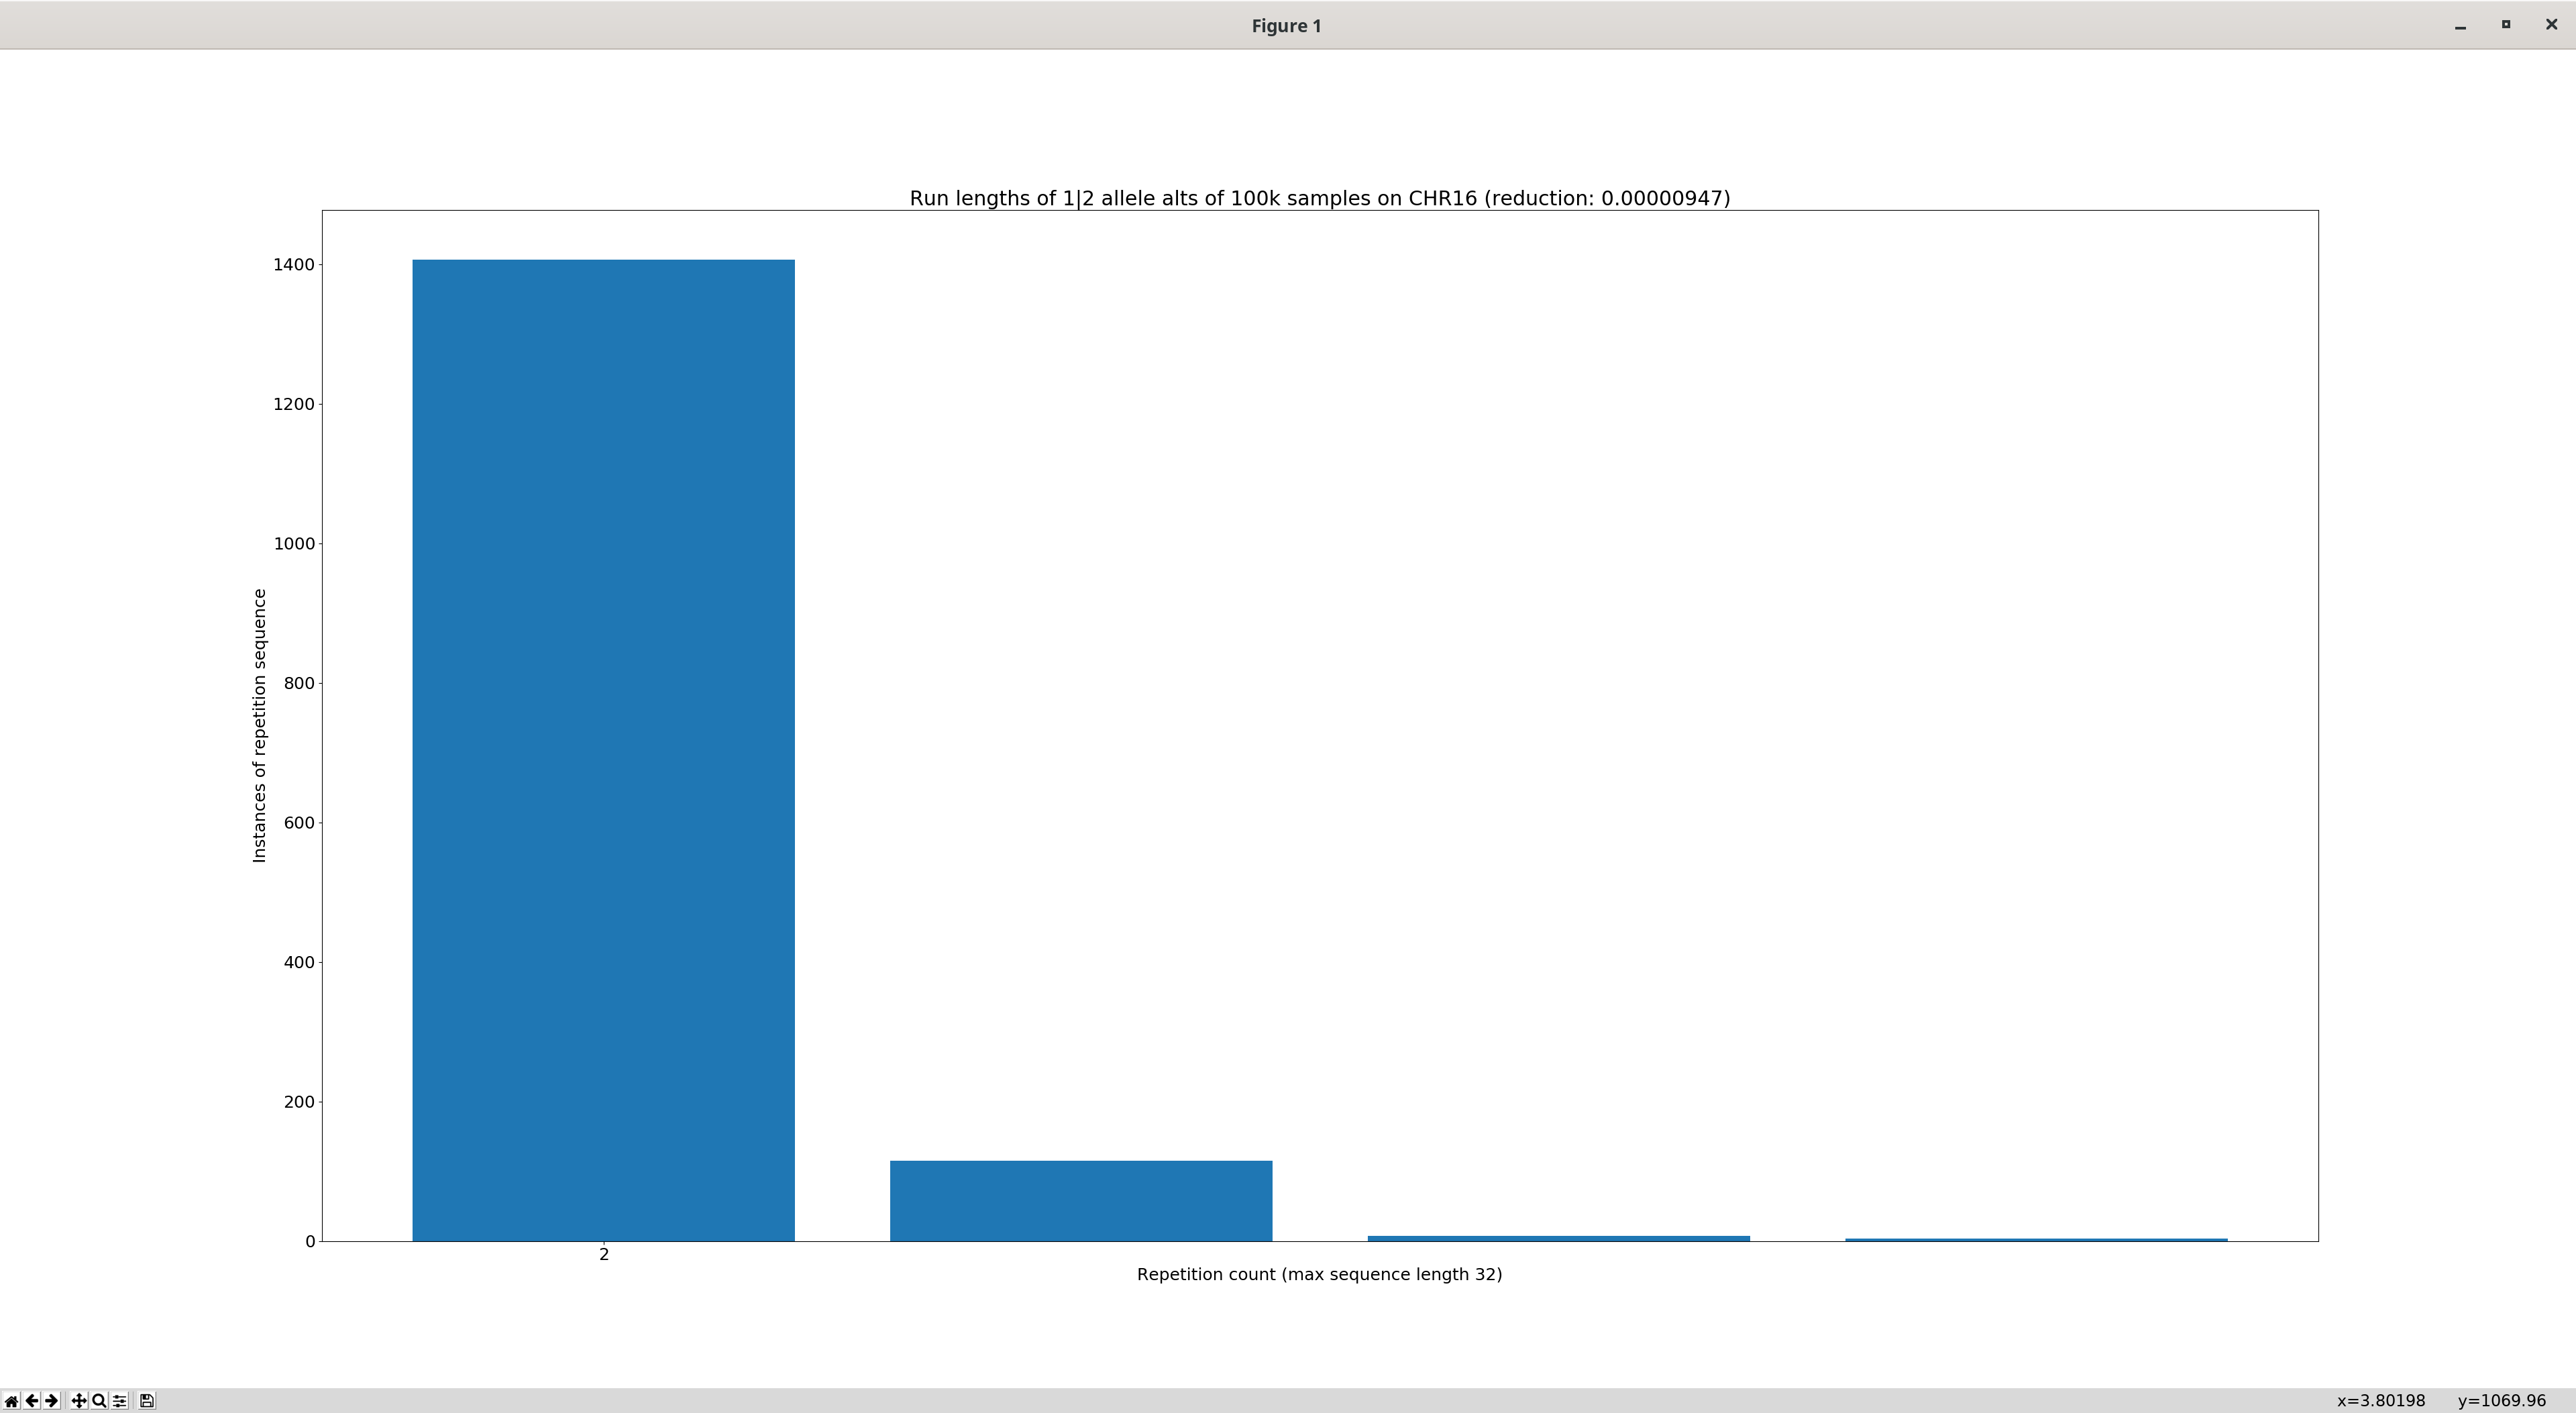 Figure 1
Run lengths of 1|2 allele alts of 100k samples on CHR16 (reduction: 0.00000947)
1400
1200
1000
800
600
400
200
0
Instances of repetition sequence
2
Repetition count (max sequence length 32)
x=3.80198 y=1069.96